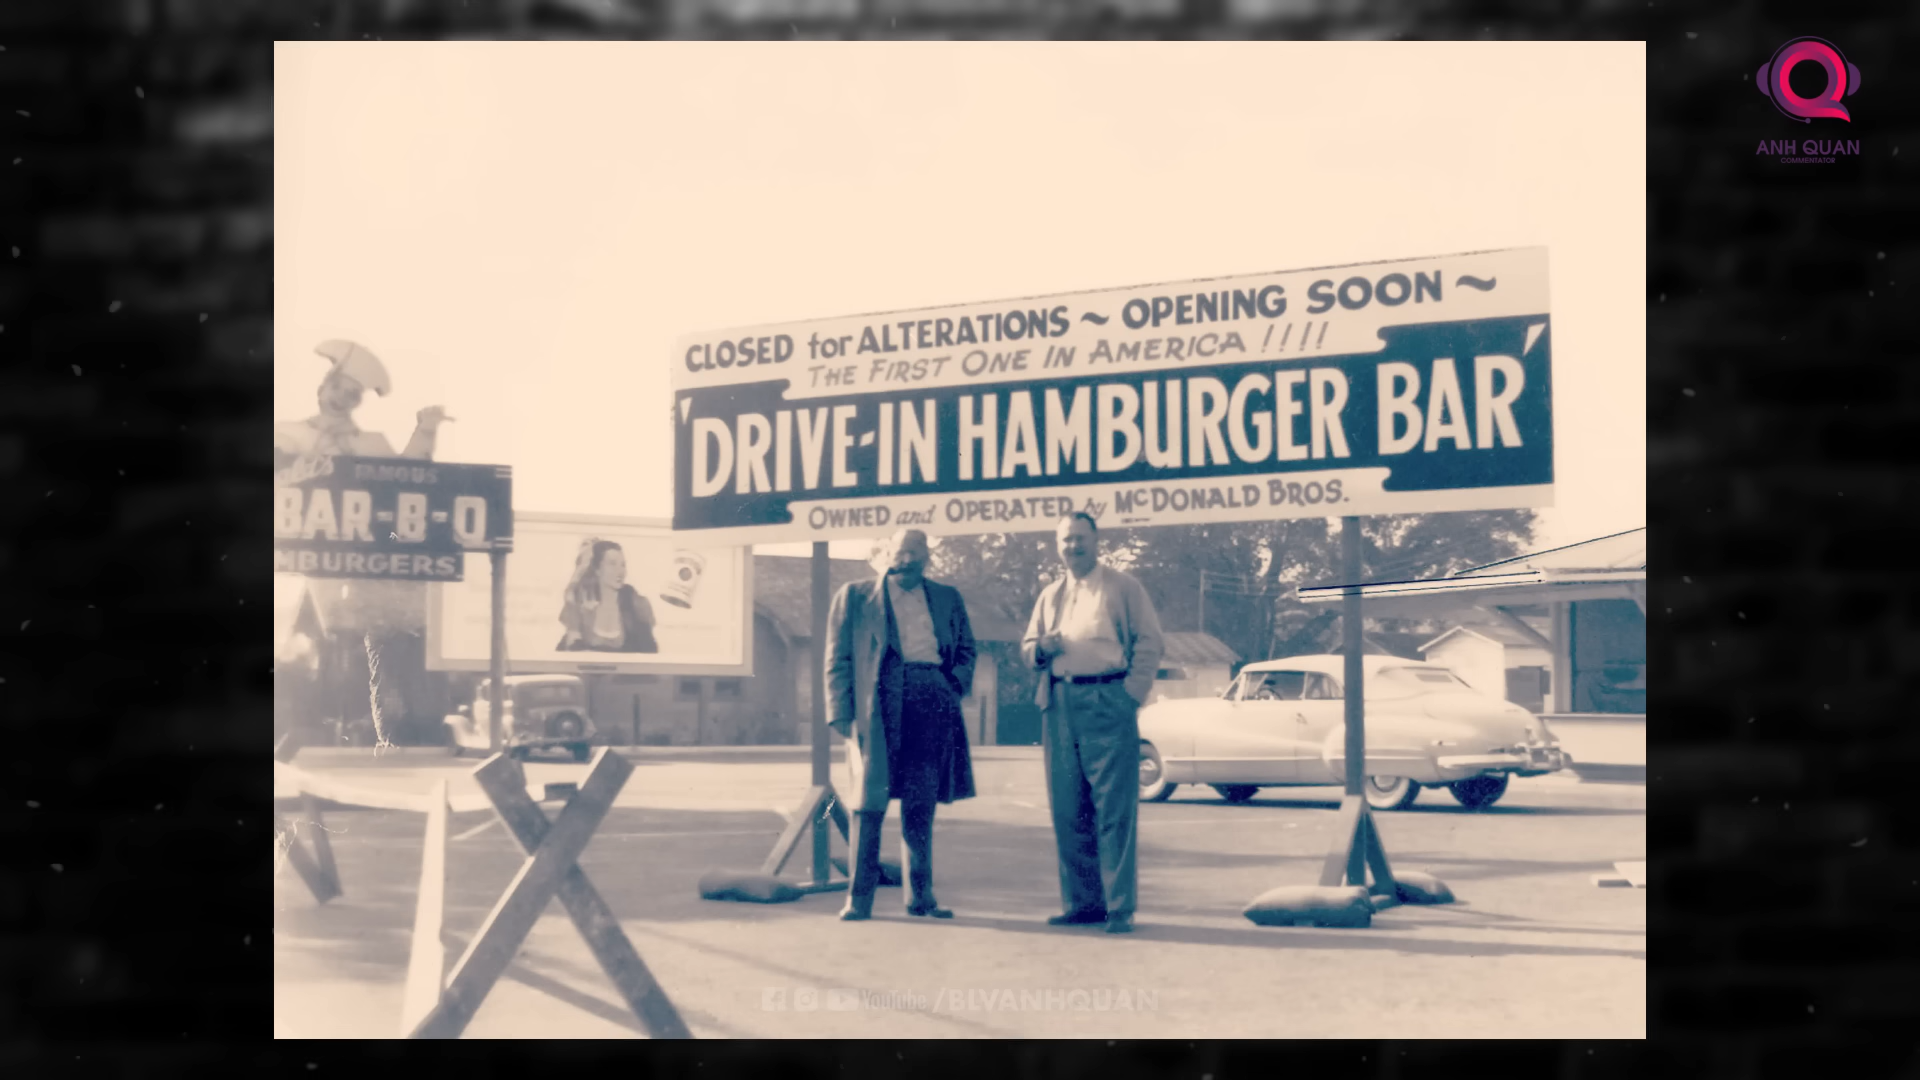 ANH QUAN
COMMENTATOR
CLOSED for ALTERATIONS ~ OPENING SOON ~
THE FIRST ONE IN AMERICA !!!!
'DRIVE-IN HAMBURGER BAR'
OWNED and OPERATED by MCDONALD BROS.
FAMOUS
BAR-B-Q
MBURGERS
YouTube /BLVANHQUAN